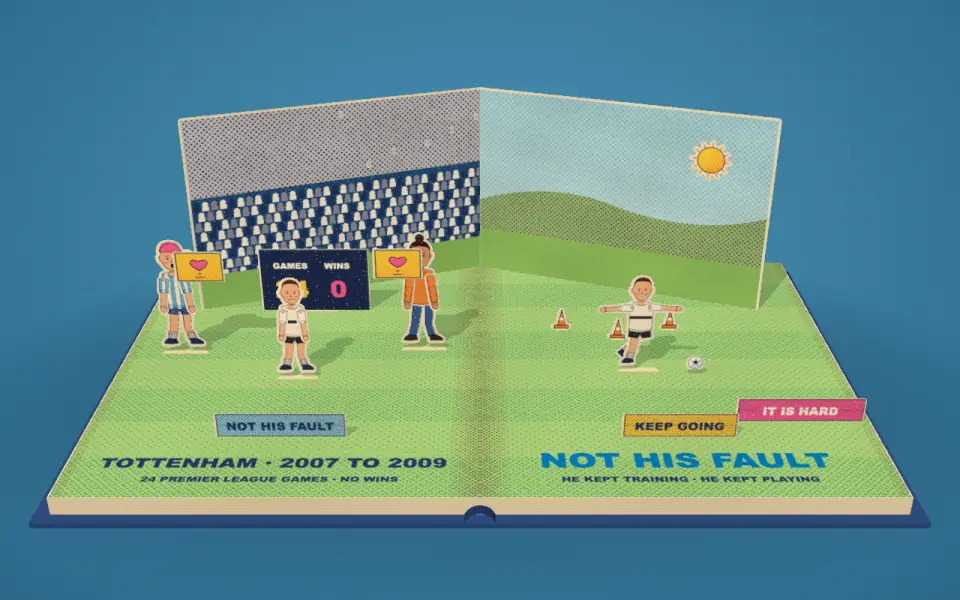 GAMES WINS
0
NOT HIS FAULT
TOTTENHAM · 2007 TO 2009
24 PREMIER LEAGUE GAMES · NO WINS
KEEP GOING
IT IS HARD
NOT HIS FAULT
HE KEPT TRAINING · HE KEPT PLAYING